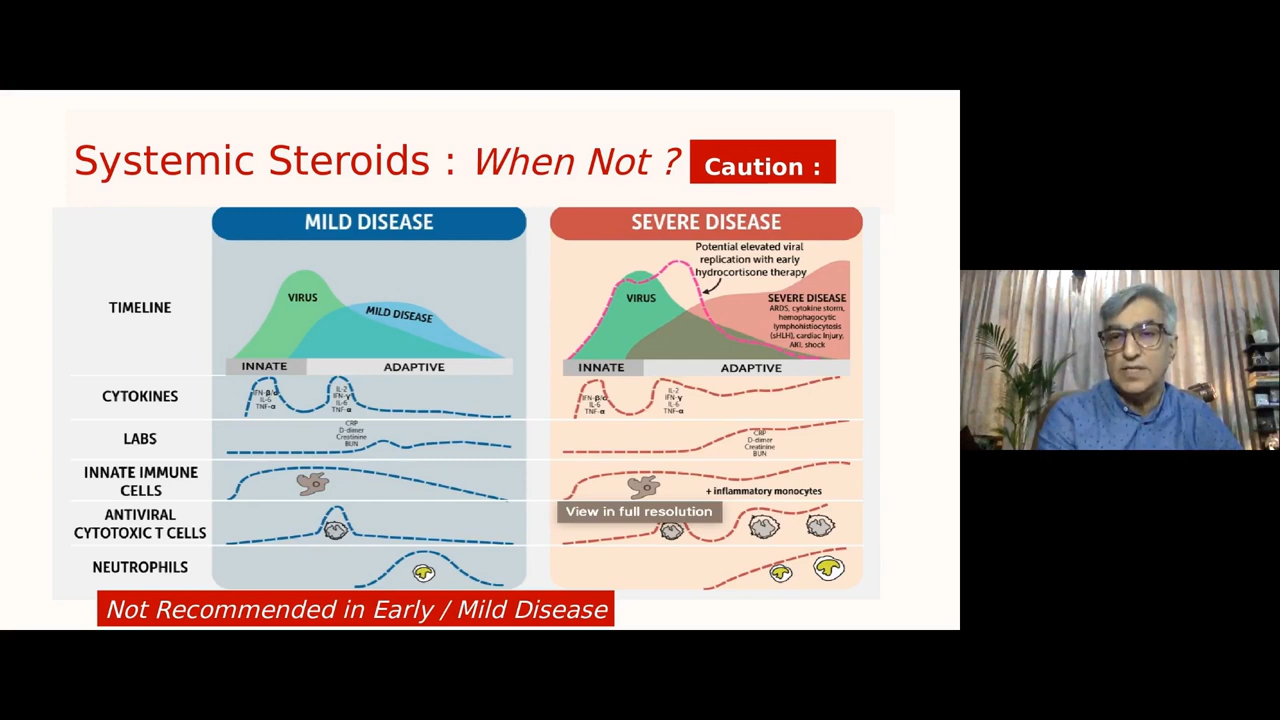 Systemic Steroids : When Not ? Caution :
MILD DISEASE
SEVERE DISEASE
TIMELINE
VIRUS
MILD DISEASE
INNATE
ADAPTIVE
Potential elevated viral
replication with early
hydrocortisone therapy
VIRUS
SEVERE DISEASE
ARDS, cytokine storm,
hemophagocytic
lymphohistiocytosis
(sHLH), cardiac injury,
AKI, shock
INNATE
ADAPTIVE
CYTOKINES
IFN-β/α
IL-6
TNF-α
IL-2
IFN-γ
IL-6
TNF-α
IFN-β/α
IL-6
TNF-α
IL-2
IFN-γ
IL-6
TNF-α
LABS
CRP
D-dimer
Creatinine
BUN
CRP
D-dimer
Creatinine
BUN
INNATE IMMUNE
CELLS
+ inflammatory monocytes
View in full resolution
ANTIVIRAL
CYTOTOXIC T CELLS
NEUTROPHILS
Not Recommended in Early / Mild Disease